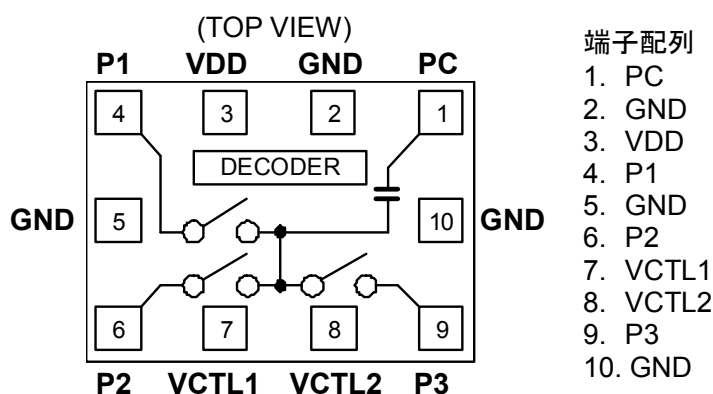 (TOP VIEW)
P1 VDD GND PC
4 3 2 1
DECODER
GND 5 10 GND
6 7 8 9
P2 VCTL1 VCTL2 P3
端子配列
1. PC
2. GND
3. VDD
4. P1
5. GND
6. P2
7. VCTL1
8. VCTL2
9. P3
10. GND